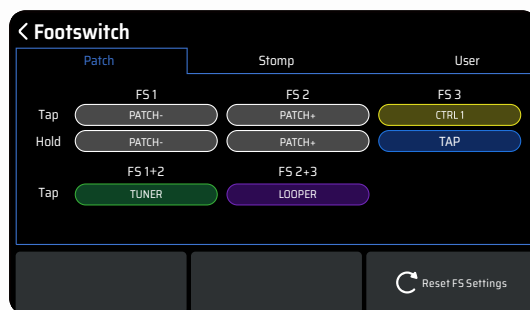 Footswitch
Patch Stomp User
FS 1 FS 2 FS 3
Tap PATCH- PATCH+ CTRL 1
Hold PATCH- PATCH+ TAP
FS 1+2 FS 2+3
Tap TUNER LOOPER
Reset FS Settings